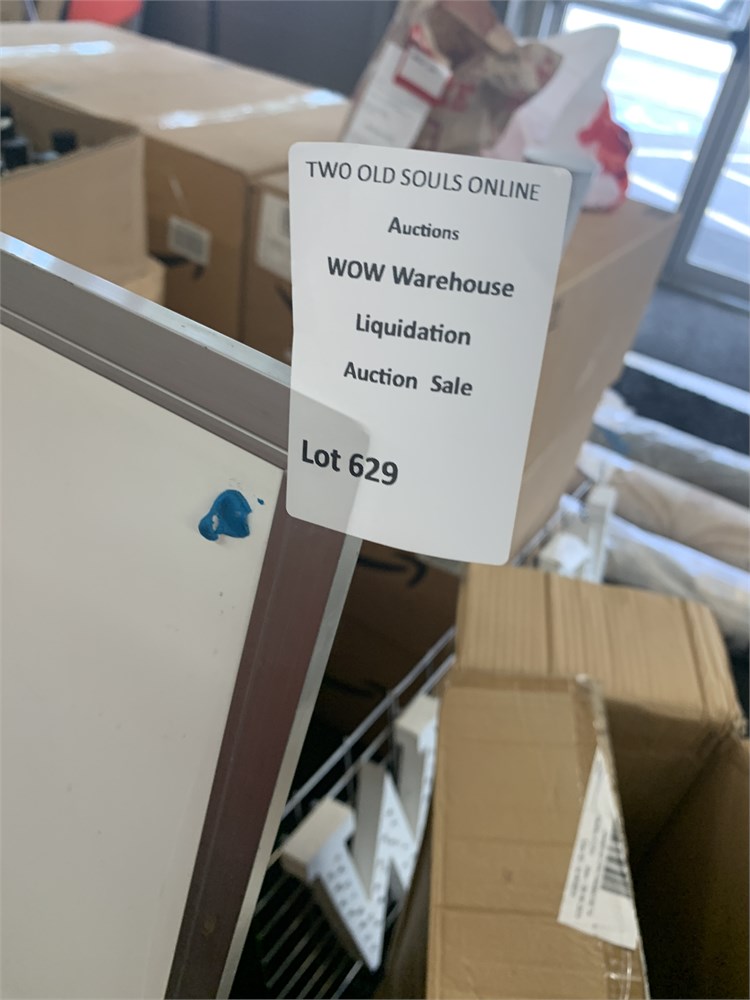 TWO OLD SOULS ONLINE
Auctions
WOW Warehouse
Liquidation
Auction Sale
Lot 629